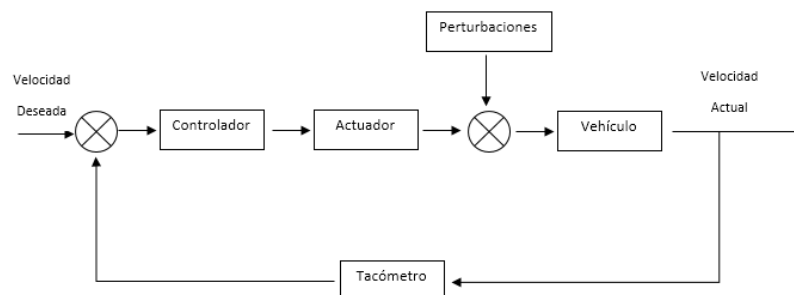 Perturbaciones
Velocidad
Deseada
Controlador
Actuador
Vehículo
Velocidad
Actual
Tacómetro